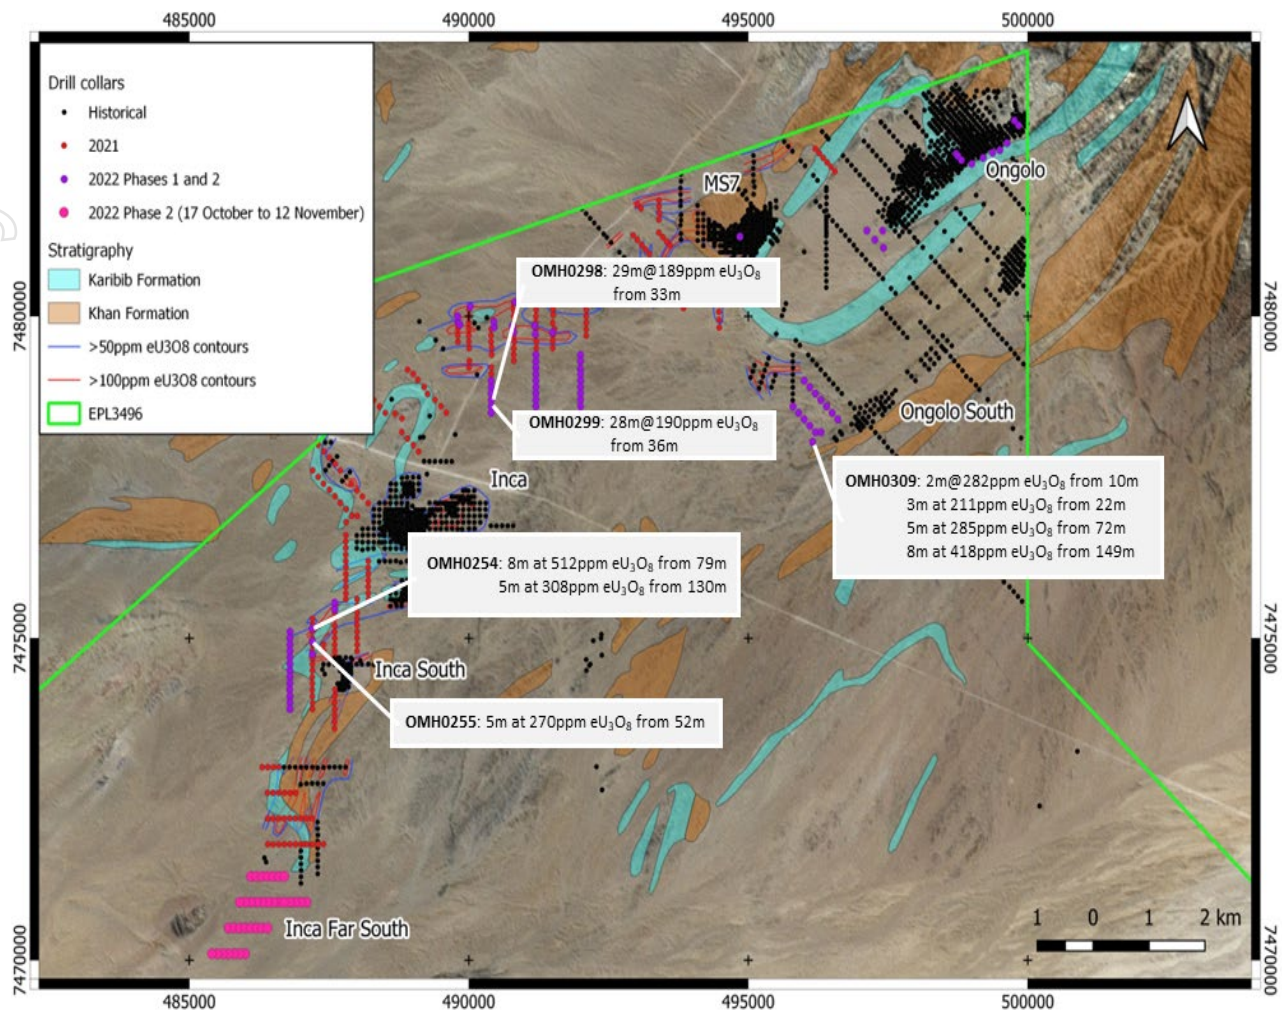 485000 490000 495000 500000
Drill collars
Historical
2021
2022 Phases 1 and 2
2022 Phase 2 (17 October to 12 November)
Stratigraphy
Karibib Formation
Khan Formation
>50ppm eU3O8 contours
>100ppm eU3O8 contours
EPL3496
MS7
Ongolo
OMH0298: 29m@189ppm eU₃O₈
from 33m
7480000
7480000
OMH0299: 28m@190ppm eU₃O₈
from 36m
Ongolo South
Inca
OMH0309: 2m@282ppm eU₃O₈ from 10m
3m at 211ppm eU₃O₈ from 22m
5m at 285ppm eU₃O₈ from 72m
8m at 418ppm eU₃O₈ from 149m
OMH0254: 8m at 512ppm eU₃O₈ from 79m
5m at 308ppm eU₃O₈ from 130m
7475000
7475000
Inca South
OMH0255: 5m at 270ppm eU₃O₈ from 52m
Inca Far South
1 0 1 2 km
7470000
7470000
485000 490000 495000 500000